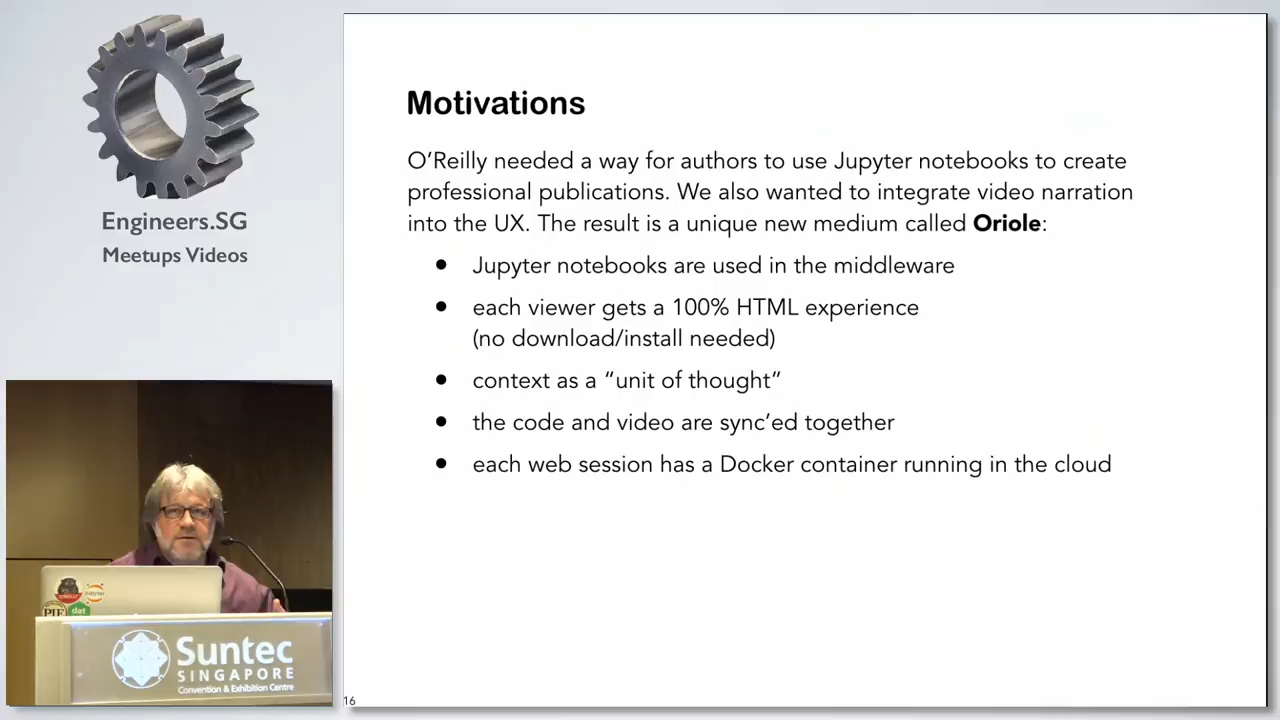 Engineers.SG
Meetups Videos
Motivations
O’Reilly needed a way for authors to use Jupyter notebooks to create
professional publications. We also wanted to integrate video narration
into the UX. The result is a unique new medium called Oriole:
● Jupyter notebooks are used in the middleware
● each viewer gets a 100% HTML experience
(no download/install needed)
● context as a “unit of thought”
● the code and video are sync’ed together
● each web session has a Docker container running in the cloud
16
PIF
dat
Suntec
SINGAPORE
Convention & Exhibition Centre